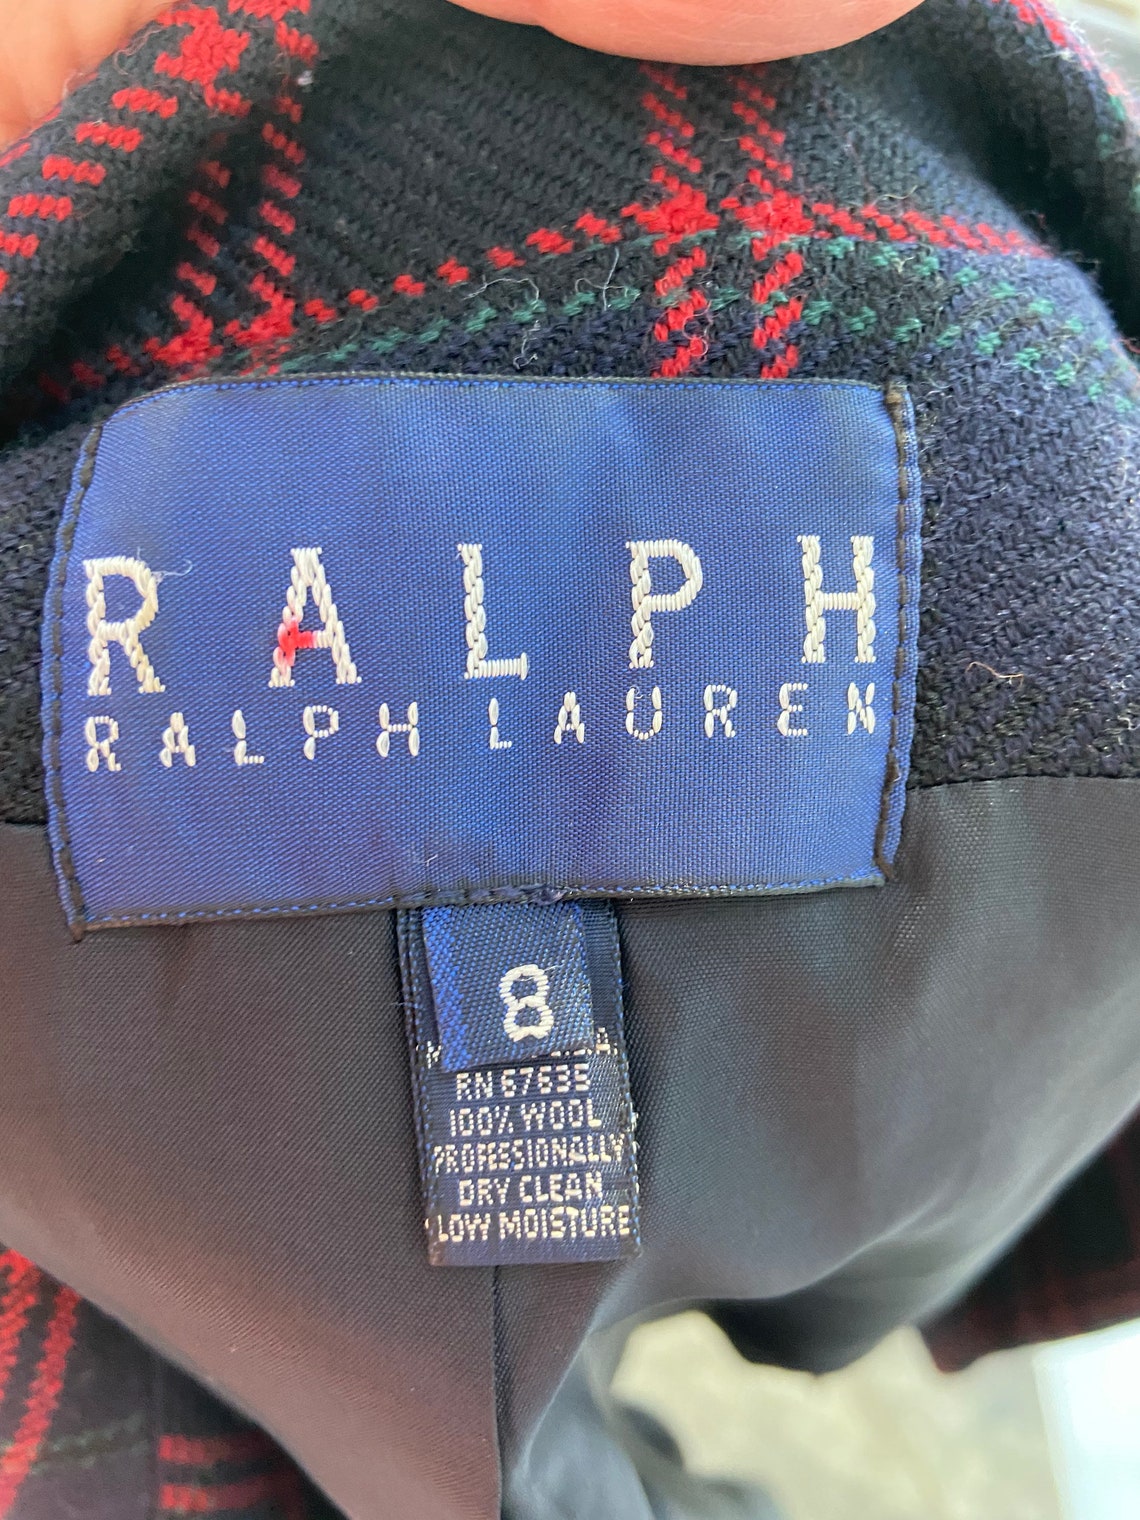 RALPH
RALPH LAUREN
8
RN 67635
100% WOOL
PROFESSIONALLY
DRY CLEAN
LOW MOISTURE